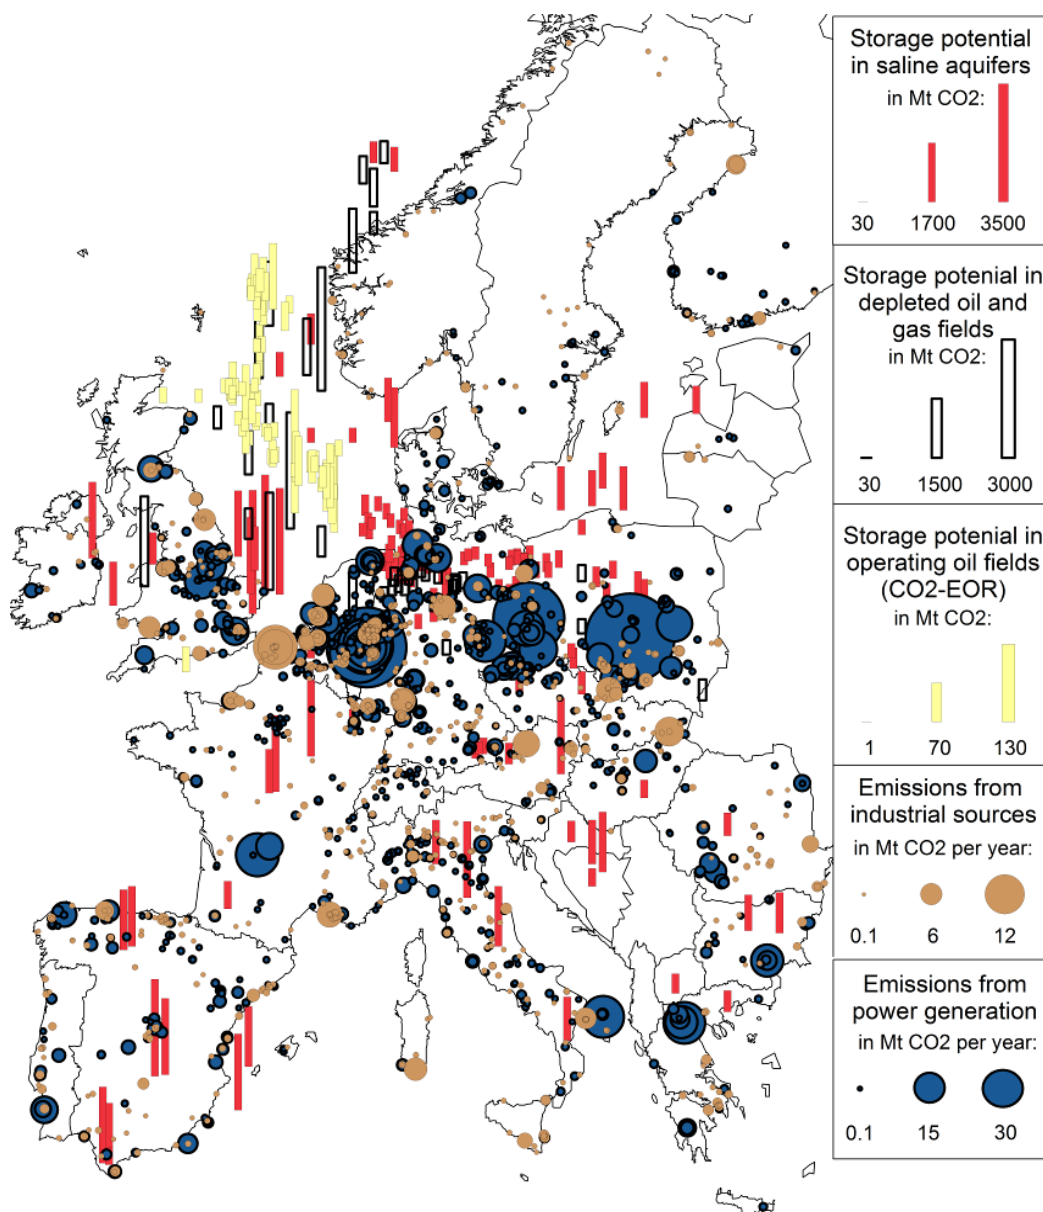 Storage potential
in saline aquifers
in Mt CO2:
30 1700 3500
Storage potenial in
depleted oil and
gas fields
in Mt CO2:
30 1500 3000
Storage potential in
operating oil fields
(CO2-EOR)
in Mt CO2:
1 70 130
Emissions from
industrial sources
in Mt CO2 per year:
0.1 6 12
Emissions from
power generation
in Mt CO2 per year:
0.1 15 30